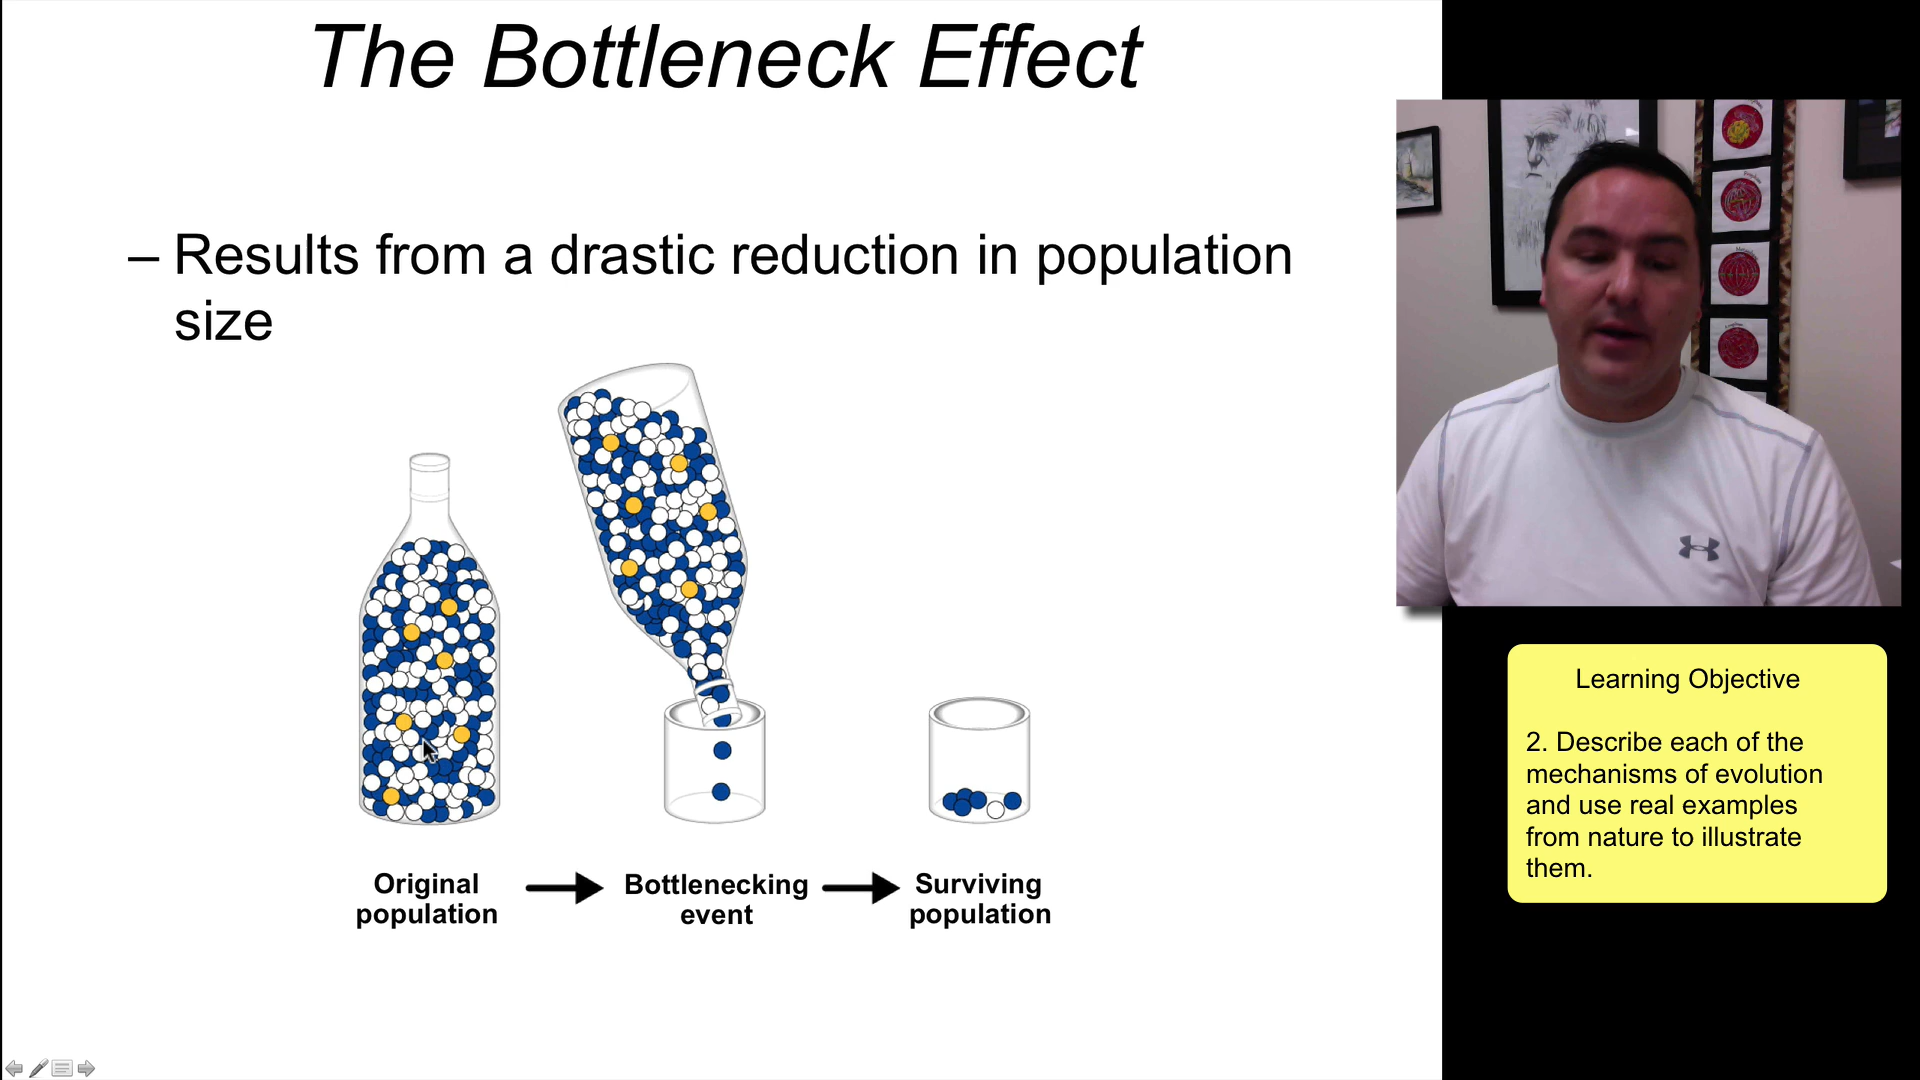 The Bottleneck Effect
– Results from a drastic reduction in population
size
Original
population
Bottlenecking
event
Surviving
population
Learning Objective
2. Describe each of the
mechanisms of evolution
and use real examples
from nature to illustrate
them.